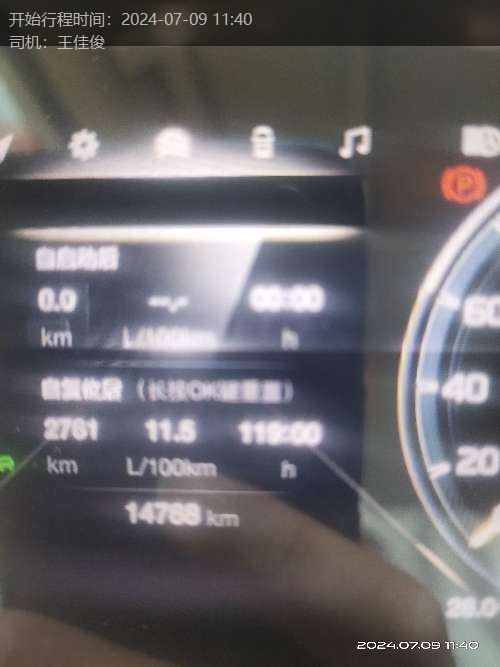 开始行程时间：2024-07-09 11:40
司机：王佳俊
P
自启动后
0.0 --.- 00:00
km L/100km h
60
自复位后（长按OK键重置）
40
2761 11.5 119:00
km L/100km h
20
14768 km
2024.07.09 11:40